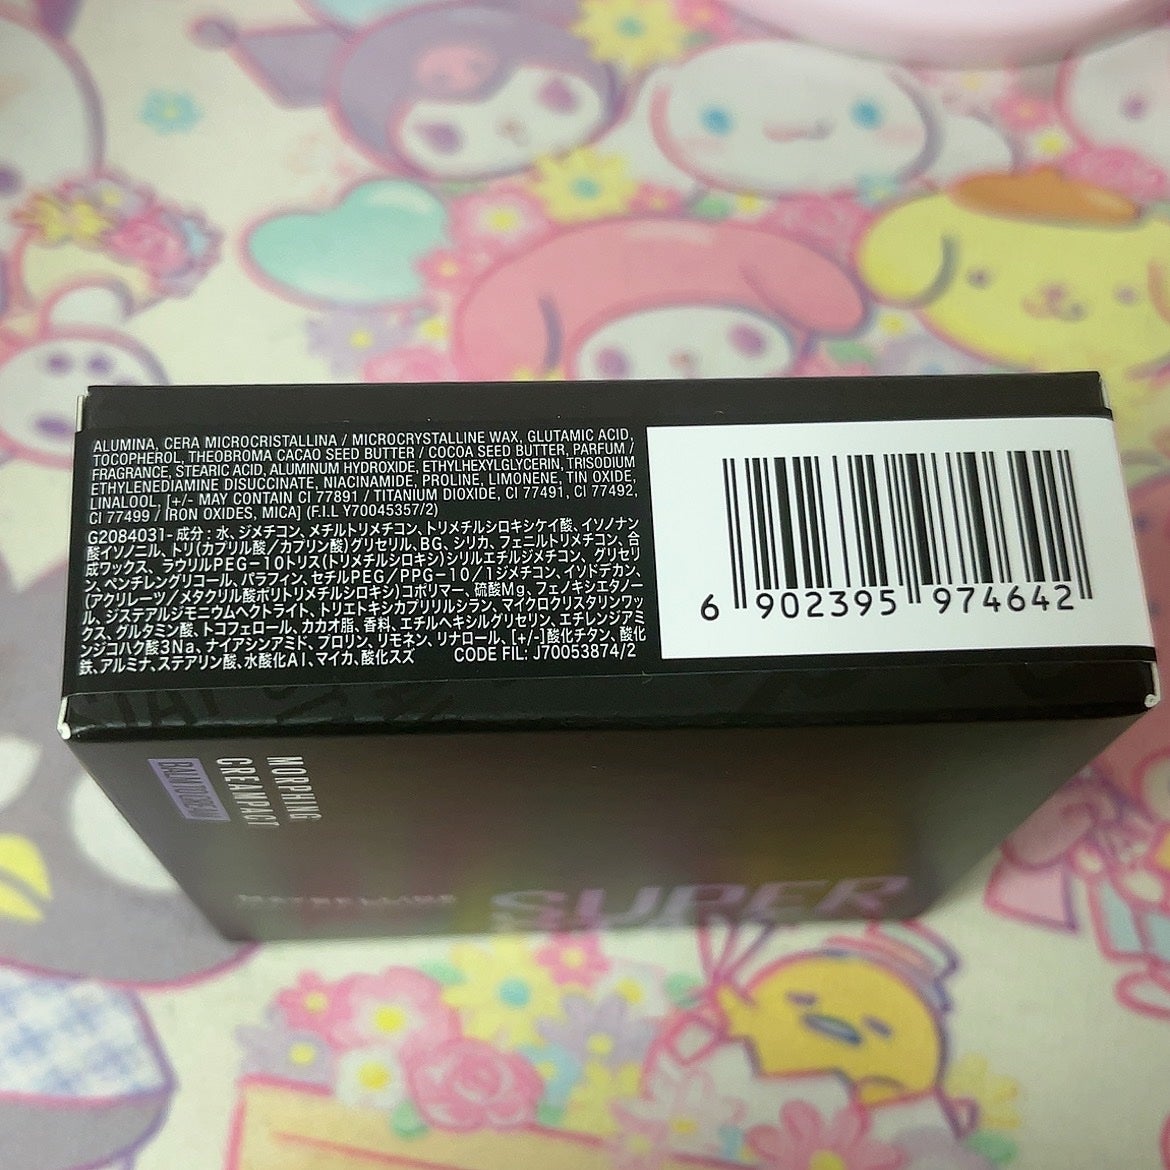 ALUMINA, CERA MICROCRISTALLINA / MICROCRYSTALLINE WAX, GLUTAMIC ACID,
TOCOPHEROL, THEOBROMA CACAO SEED BUTTER / COCOA SEED BUTTER, PARFUM /
FRAGRANCE, STEARIC ACID, ALUMINUM HYDROXIDE, ETHYLHEXYLGLYCERIN, TRISODIUM
ETHYLENEDIAMINE DISUCCINATE, NIACINAMIDE, PROLINE, LIMONENE, TIN OXIDE,
LINALOOL, [+/- MAY CONTAIN CI 77891 / TITANIUM DIOXIDE, CI 77491, CI 77492,
CI 77499 / IRON OXIDES, MICA] (F.I.L Y70045357/2)
G2084031- 成分：水、ジメチコン、メチルトリメチコン、トリメチルシロキシケイ酸、イソノナン
酸イソノニル、トリ(カプリル酸／カプリン酸)グリセリル、BG、シリカ、フェニルトリメチコン、合
成ワックス、ラウリルPEG－10トリス(トリメチルシロキシ)シリルエチルジメチコン、グリセリ
ン、ペンチレングリコール、パラフィン、セチルPEG／PPG－10／1ジメチコン、イソドデカン、
(アクリレーツ／メタクリル酸ポリトリメチルシロキシ)コポリマー、硫酸Mg、フェノキシエタノー
ル、ジステアルジモニウムヘクトライト、トリエトキシカプリリルシラン、マイクロクリスタリンワッ
クス、グルタミン酸、トコフェロール、カカオ脂、香料、エチルヘキシルグリセリン、エチレンジアミ
ンジコハク酸3Na、ナイアシンアミド、プロリン、リモネン、リナロール、[+/-]酸化チタン、酸化
鉄、アルミナ、ステアリン酸、水酸化Al、マイカ、酸化スズ CODE FIL: J70053874/2
6 902395 974642
MORPHING
CREAMPACT
BALM TO CREAM
MAYBELLINE
SUPER